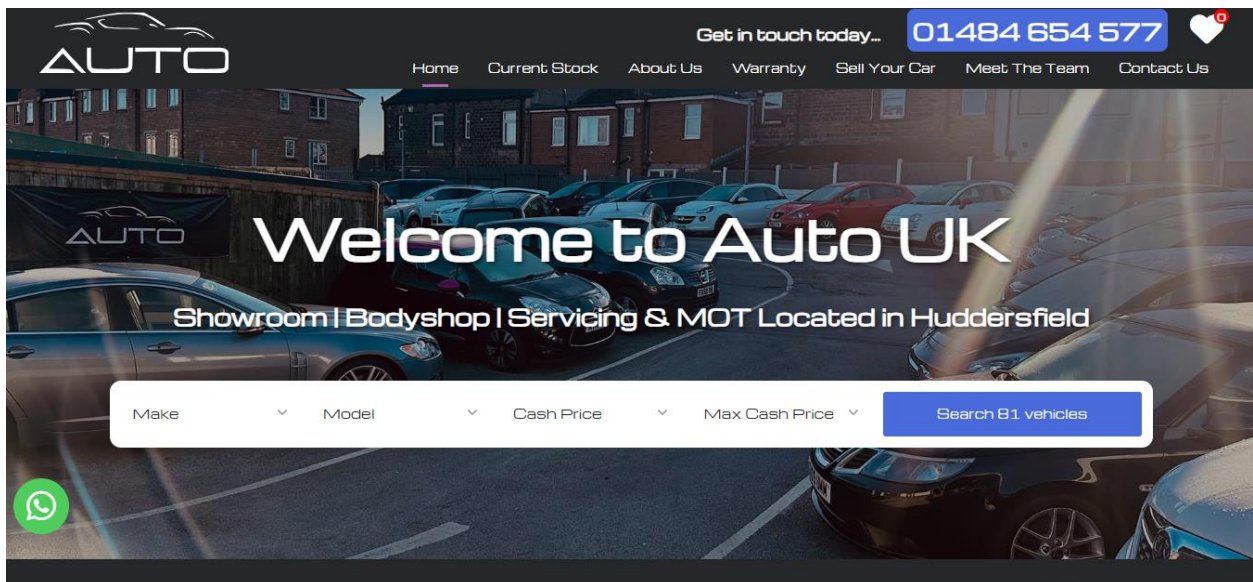 AUTO
Get in touch today...
01484 654 577
0
Home Current Stock About Us Warranty Sell Your Car Meet The Team Contact Us
AUTO
Welcome to Auto UK
Showroom | Bodyshop | Servicing & MOT Located in Huddersfield
Make Model Cash Price Max Cash Price Search 81 vehicles